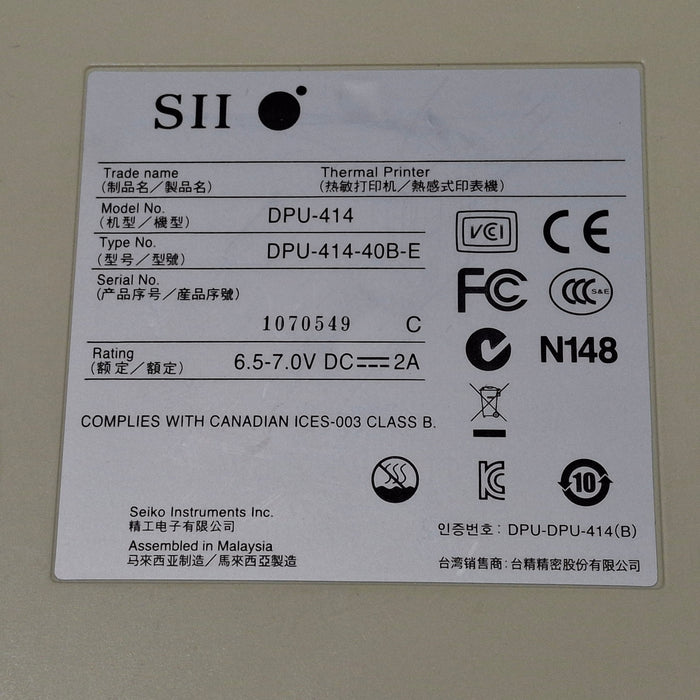 SII
Trade name Thermal Printer
(制品名／製品名) (热敏打印机／熱感式印表機)
Model No. DPU-414
(机型／機型)
Type No. DPU-414-40B-E
(型号／型號)
Serial No.
(产品序号／産品序號)
1070549 C
Rating 6.5-7.0V DC 2A
(额定／額定)
VCI
CE
FC
CCC S&E
N148
COMPLIES WITH CANADIAN ICES-003 CLASS B.
10
Seiko Instruments Inc.
精工电子有限公司
인증번호: DPU-DPU-414(B)
Assembled in Malaysia
马来西亚制造／馬來西亞製造
台湾销售商: 台精精密股份有限公司